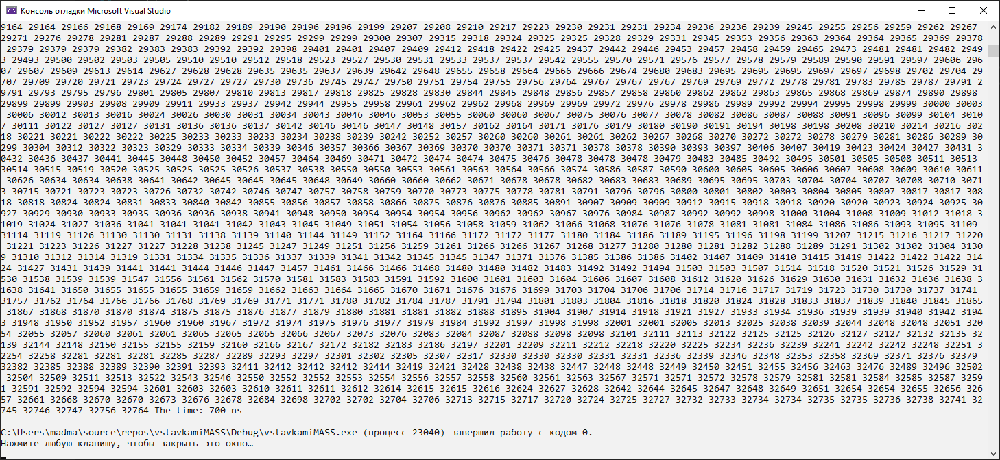 Консоль отладки Microsoft Visual Studio
9164 29164 29166 29168 29169 29174 29182 29189 29190 29196 29196 29199 29207 29208 29210 29217 29223 29230 29231 29231 29234 29236 29236 29239 29245 29255 29256 29259 29262 29267
29271 29276 29278 29281 29287 29288 29289 29291 29295 29299 29299 29300 29307 29315 29318 29324 29325 29325 29328 29329 29331 29345 29353 29356 29363 29364 29364 29365 29369 29378
29379 29379 29379 29382 29383 29383 29392 29392 29398 29401 29401 29407 29409 29412 29418 29422 29425 29437 29442 29446 29453 29457 29458 29459 29465 29473 29481 29481 29482 2949
3 29493 29500 29502 29503 29505 29510 29510 29512 29518 29523 29527 29530 29531 29533 29537 29537 29542 29555 29570 29571 29576 29577 29578 29579 29589 29590 29591 29597 29606 296
07 29607 29609 29613 29614 29627 29628 29628 29635 29635 29637 29639 29642 29648 29655 29658 29664 29666 29666 29674 29680 29683 29695 29695 29695 29697 29697 29698 29702 29704 29
707 29709 29720 29721 29723 29724 29727 29727 29730 29736 29745 29747 29750 29751 29754 29755 29756 29764 29767 29767 29767 29769 29769 29772 29778 29781 29783 29785 29787 29791 2
9791 29793 29795 29796 29801 29805 29807 29810 29813 29817 29818 29825 29828 29830 29844 29845 29848 29856 29857 29858 29860 29862 29862 29863 29865 29868 29869 29874 29890 29898
29899 29899 29903 29908 29909 29911 29933 29937 29942 29944 29955 29958 29961 29962 29962 29968 29969 29969 29972 29976 29978 29986 29989 29992 29994 29995 29998 29999 30000 30003
30006 30012 30013 30016 30024 30026 30030 30031 30034 30043 30046 30046 30053 30055 30060 30060 30067 30075 30076 30077 30078 30082 30086 30087 30088 30091 30096 30099 30104 3010
7 30111 30122 30127 30127 30131 30136 30136 30137 30142 30146 30146 30147 30148 30157 30162 30164 30171 30176 30179 30180 30190 30191 30194 30198 30198 30208 30210 30214 30216 302
18 30221 30221 30222 30222 30225 30233 30233 30233 30234 30238 30239 30242 30252 30257 30260 30260 30261 30261 30262 30267 30268 30270 30272 30272 30278 30279 30281 30286 30289 30
299 30304 30312 30322 30323 30329 30333 30334 30339 30346 30357 30366 30367 30369 30370 30370 30371 30371 30378 30378 30390 30393 30397 30406 30407 30419 30423 30424 30427 30431 3
0432 30436 30437 30441 30445 30448 30450 30452 30457 30464 30469 30471 30472 30474 30474 30475 30476 30478 30478 30478 30479 30483 30485 30492 30495 30501 30505 30508 30511 30513
30514 30515 30519 30520 30525 30525 30525 30526 30537 30538 30550 30550 30553 30561 30563 30564 30566 30574 30586 30587 30590 30600 30605 30605 30606 30607 30608 30609 30610 30611
30626 30634 30634 30638 30641 30642 30645 30645 30645 30648 30649 30660 30660 30662 30671 30678 30678 30682 30683 30683 30689 30695 30695 30703 30704 30704 30707 30708 30710 3071
3 30715 30721 30723 30723 30726 30732 30742 30746 30747 30757 30758 30759 30770 30773 30775 30778 30781 30791 30796 30796 30800 30801 30802 30803 30804 30805 30807 30817 30817 308
18 30818 30824 30824 30831 30833 30840 30842 30855 30856 30857 30858 30866 30875 30876 30876 30885 30891 30907 30909 30909 30912 30915 30918 30918 30920 30920 30923 30924 30925 30
927 30929 30930 30933 30935 30936 30936 30938 30941 30948 30950 30954 30954 30954 30956 30962 30962 30967 30976 30984 30987 30992 30992 30998 31000 31004 31008 31009 31012 31018 3
1019 31024 31027 31036 31041 31041 31041 31042 31043 31045 31049 31051 31054 31056 31058 31059 31062 31066 31068 31076 31076 31078 31081 31081 31084 31086 31086 31093 31095 31109
31114 31119 31126 31130 31130 31131 31138 31139 31140 31144 31149 31152 31164 31166 31172 31172 31177 31180 31184 31186 31189 31195 31196 31198 31199 31207 31215 31216 31217 31220
31221 31223 31226 31227 31227 31228 31238 31245 31247 31249 31251 31256 31259 31261 31266 31266 31267 31268 31277 31280 31280 31281 31282 31288 31289 31291 31302 31302 31304 3130
9 31310 31312 31314 31319 31331 31334 31335 31336 31337 31339 31341 31342 31345 31345 31347 31371 31376 31385 31386 31386 31402 31407 31409 31410 31415 31419 31422 31422 31422 314
24 31427 31431 31439 31441 31441 31444 31446 31447 31457 31461 31466 31466 31468 31480 31480 31482 31483 31492 31492 31494 31503 31503 31507 31514 31518 31520 31521 31526 31529 31
530 31538 31539 31539 31547 31556 31561 31562 31570 31581 31583 31583 31591 31592 31600 31601 31603 31604 31606 31607 31608 31612 31620 31626 31629 31630 31631 31632 31636 31638 3
1638 31641 31650 31655 31655 31655 31659 31659 31662 31663 31664 31665 31670 31671 31676 31676 31699 31703 31704 31706 31706 31714 31716 31717 31719 31723 31730 31730 31737 31741
31757 31762 31764 31766 31766 31768 31769 31769 31771 31771 31780 31782 31784 31787 31791 31794 31801 31803 31804 31816 31818 31820 31824 31828 31833 31837 31839 31840 31845 31865
31867 31868 31870 31870 31874 31875 31875 31876 31877 31879 31880 31881 31881 31882 31888 31895 31904 31907 31914 31918 31921 31927 31933 31934 31936 31939 31939 31940 31942 3194
3 31948 31950 31952 31957 31960 31960 31967 31972 31974 31975 31976 31977 31979 31984 31992 31997 31998 31998 32001 32001 32005 32013 32025 32038 32039 32044 32048 32048 32051 320
54 32055 32057 32060 32061 32061 32065 32065 32065 32066 32067 32073 32076 32083 32084 32087 32088 32098 32098 32101 32111 32113 32122 32125 32125 32126 32127 32127 32132 32135 32
139 32144 32148 32150 32155 32155 32159 32160 32166 32167 32172 32182 32183 32186 32197 32201 32209 32211 32212 32218 32220 32225 32234 32236 32239 32241 32242 32242 32248 32251 3
2254 32258 32281 32281 32281 32285 32287 32289 32293 32297 32301 32302 32305 32307 32317 32330 32330 32330 32331 32331 32336 32339 32346 32348 32353 32358 32369 32371 32376 32379
32382 32385 32388 32389 32390 32391 32393 32411 32412 32412 32412 32414 32419 32421 32428 32438 32438 32447 32448 32448 32449 32450 32451 32455 32456 32463 32476 32489 32496 32502
32504 32509 32511 32513 32522 32543 32546 32550 32552 32552 32553 32554 32556 32557 32558 32560 32561 32563 32567 32571 32571 32572 32578 32579 32581 32581 32584 32585 32587 3259
1 32591 32592 32594 32594 32601 32603 32603 32610 32611 32611 32612 32614 32615 32615 32616 32624 32627 32628 32642 32644 32645 32647 32648 32649 32651 32654 32654 32655 32656 326
57 32661 32668 32670 32670 32673 32676 32678 32684 32698 32702 32702 32704 32706 32713 32715 32717 32720 32724 32725 32727 32732 32733 32734 32734 32735 32735 32736 32738 32741 32
745 32746 32747 32756 32764 The time: 700 ns
C:\Users\madma\source\repos\vstavkamiMASS\Debug\vstavkamiMASS.exe (процесс 23040) завершил работу с кодом 0.
Нажмите любую клавишу, чтобы закрыть это окно…